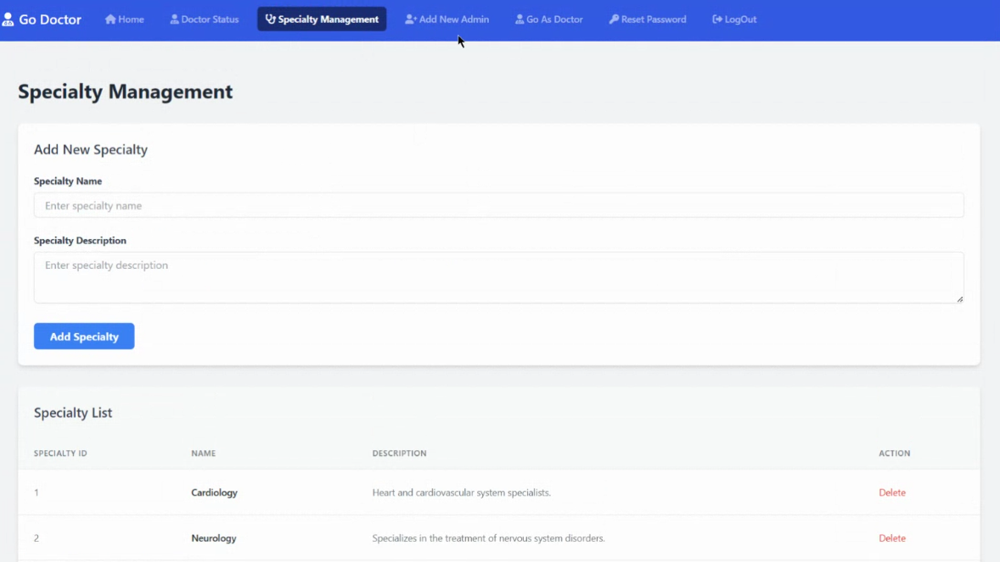 Go Doctor Home Doctor Status Specialty Management Add New Admin Go As Doctor Reset Password LogOut
Specialty Management
Add New Specialty
Specialty Name
Enter specialty name
Specialty Description
Enter specialty description
Add Specialty
Specialty List
SPECIALTY ID NAME DESCRIPTION ACTION
1 Cardiology Heart and cardiovascular system specialists. Delete
2 Neurology Specializes in the treatment of nervous system disorders. Delete